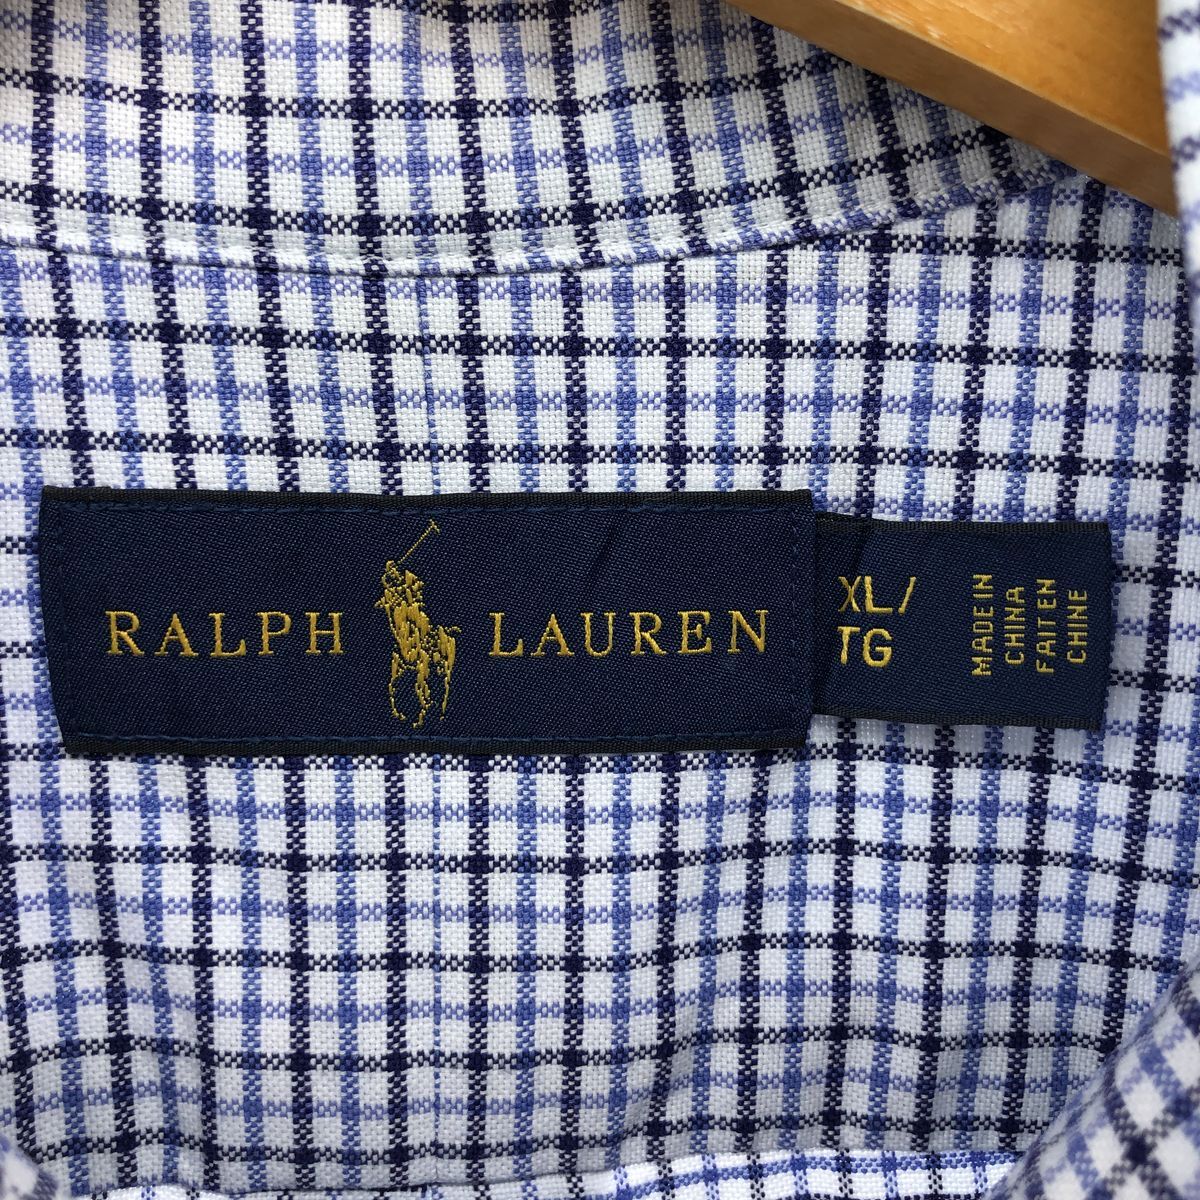 RALPH LAUREN
XL/
TG
MADE IN
CHINA
FAIT EN
CHINE